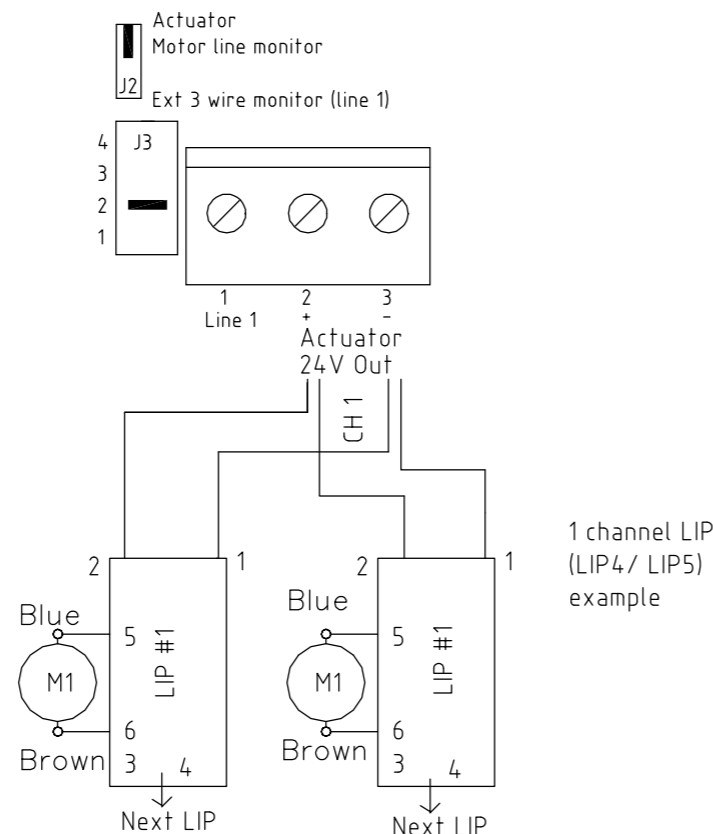 Actuator
Motor line monitor
J2
Ext 3 wire monitor (line 1)
4 J3
3
2
1
1 2 3
Line 1 + -
Actuator
24V Out
CH 1
1 channel LIP
(LIP4/ LIP5)
example
2 1
Blue
5
LIP #1
M1
6
Brown
3 4
Next LIP
2 1
Blue
5
LIP #1
M1
6
Brown
3 4
Next LIP